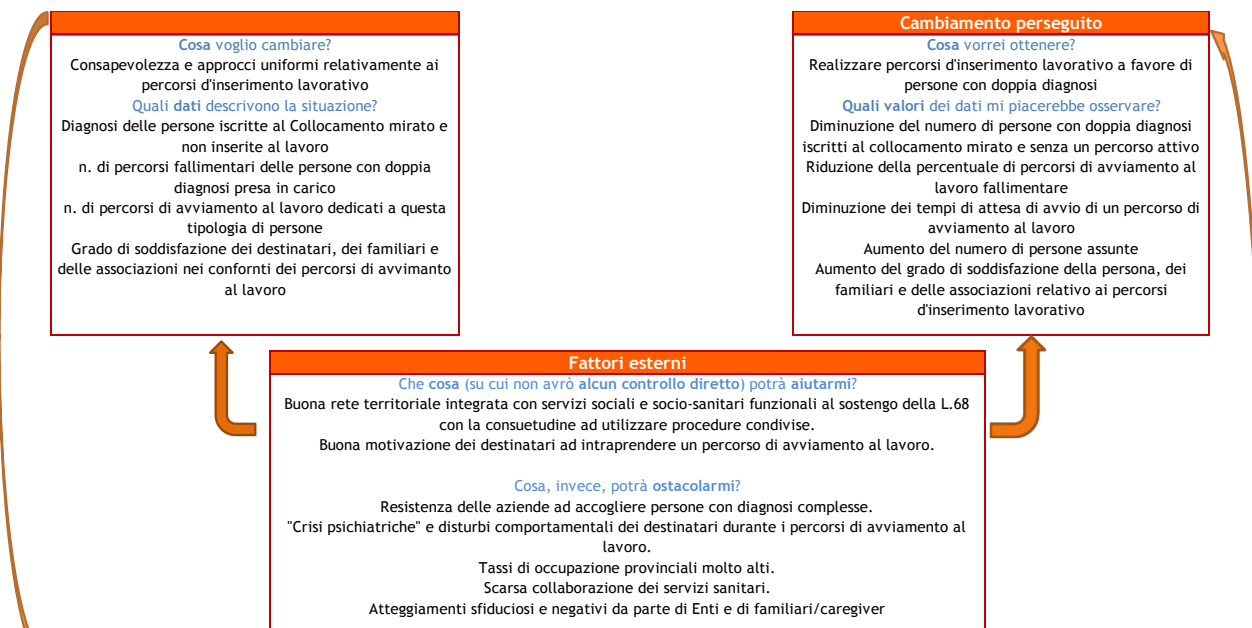 Cosa voglio cambiare?
Consapevolezza e approcci uniformi relativamente ai
percorsi d'inserimento lavorativo
Quali dati descrivono la situazione?
Diagnosi delle persone iscritte al Collocamento mirato e
non inserite al lavoro
n. di percorsi fallimentari delle persone con doppia
diagnosi presa in carico
n. di percorsi di avviamento al lavoro dedicati a questa
tipologia di persone
Grado di soddisfazione dei destinatari, dei familiari e
delle associazioni nei confornti dei percorsi di avvimanto
al lavoro
Cambiamento perseguito
Cosa vorrei ottenere?
Realizzare percorsi d'inserimento lavorativo a favore di
persone con doppia diagnosi
Quali valori dei dati mi piacerebbe osservare?
Diminuzione del numero di persone con doppia diagnosi
iscritti al collocamento mirato e senza un percorso attivo
Riduzione della percentuale di percorsi di avviamento al
lavoro fallimentare
Diminuzione dei tempi di attesa di avvio di un percorso di
avviamento al lavoro
Aumento del numero di persone assunte
Aumento del grado di soddisfazione della persona, dei
familiari e delle associazioni relativo ai percorsi
d'inserimento lavorativo
Fattori esterni
Che cosa (su cui non avrò alcun controllo diretto) potrà aiutarmi?
Buona rete territoriale integrata con servizi sociali e socio-sanitari funzionali al sostengo della L.68
con la consuetudine ad utilizzare procedure condivise.
Buona motivazione dei destinatari ad intraprendere un percorso di avviamento al lavoro.
Cosa, invece, potrà ostacolarmi?
Resistenza delle aziende ad accogliere persone con diagnosi complesse.
"Crisi psichiatriche" e disturbi comportamentali dei destinatari durante i percorsi di avviamento al
lavoro.
Tassi di occupazione provinciali molto alti.
Scarsa collaborazione dei servizi sanitari.
Atteggiamenti sfiduciosi e negativi da parte di Enti e di familiari/caregiver